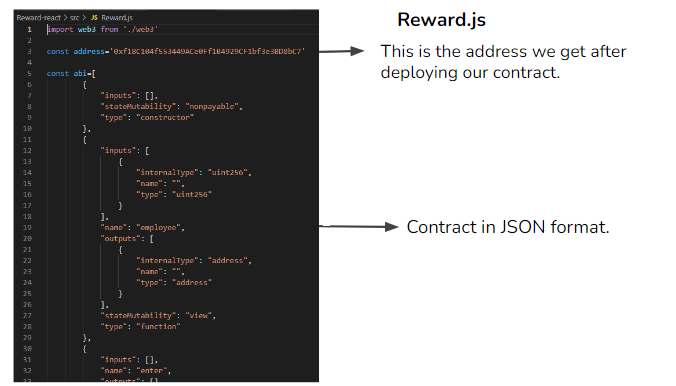 Reward-react > src > JS Reward.js
1 import web3 from './web3'
2
3 const address='0xf18C104f553449ACe0Ff1B4929CF1bf3e3BD8bC7'
4
5 const abi=[
6 {
7 "inputs": [],
8 "stateMutability": "nonpayable",
9 "type": "constructor"
10 },
11 {
12 "inputs": [
13 {
14 "internalType": "uint256",
15 "name": "",
16 "type": "uint256"
17 }
18 ],
19 "name": "employee",
20 "outputs": [
21 {
22 "internalType": "address",
23 "name": "",
24 "type": "address"
25 }
26 ],
27 "stateMutability": "view",
28 "type": "function"
29 },
30 {
31 "inputs": [],
32 "name": "enter",
33 "outputs": [],
Reward.js
This is the address we get after
deploying our contract.
Contract in JSON format.